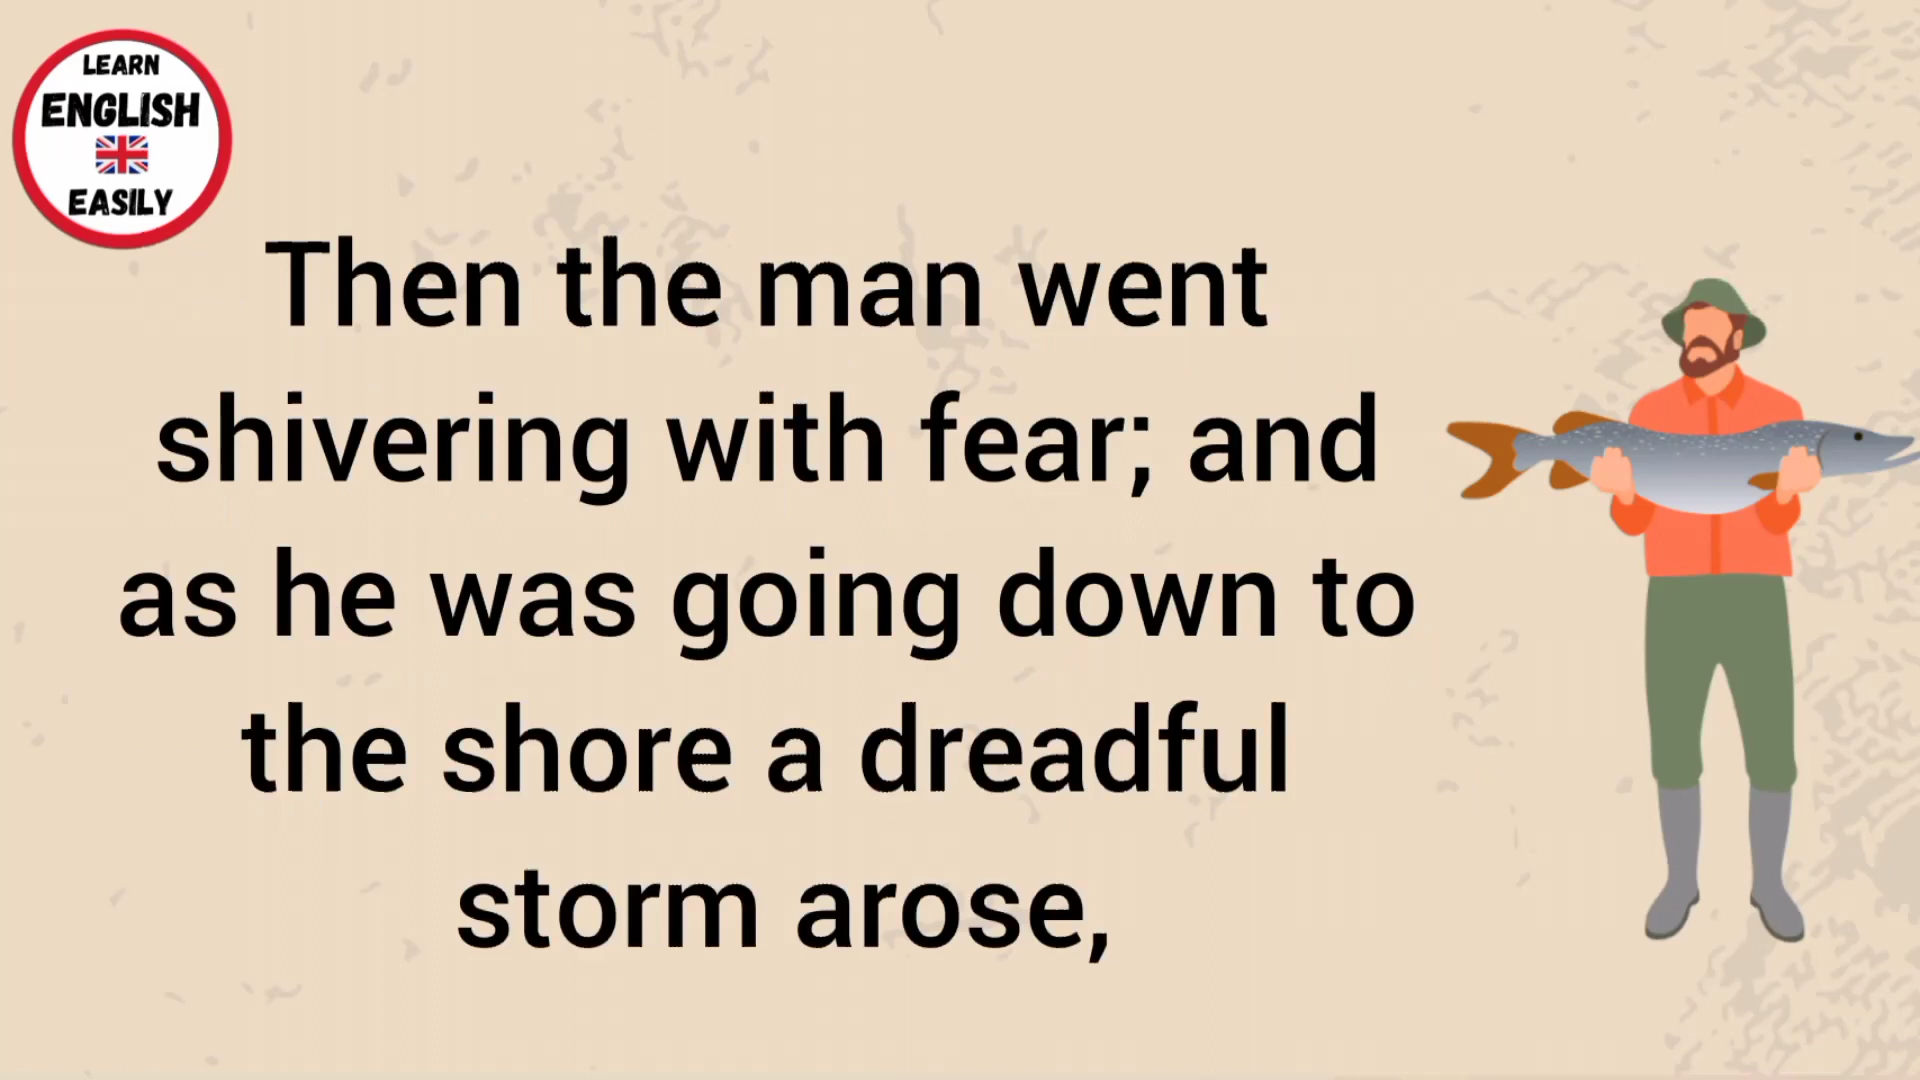 LEARN
ENGLISH
EASILY
Then the man went
shivering with fear; and
as he was going down to
the shore a dreadful
storm arose,